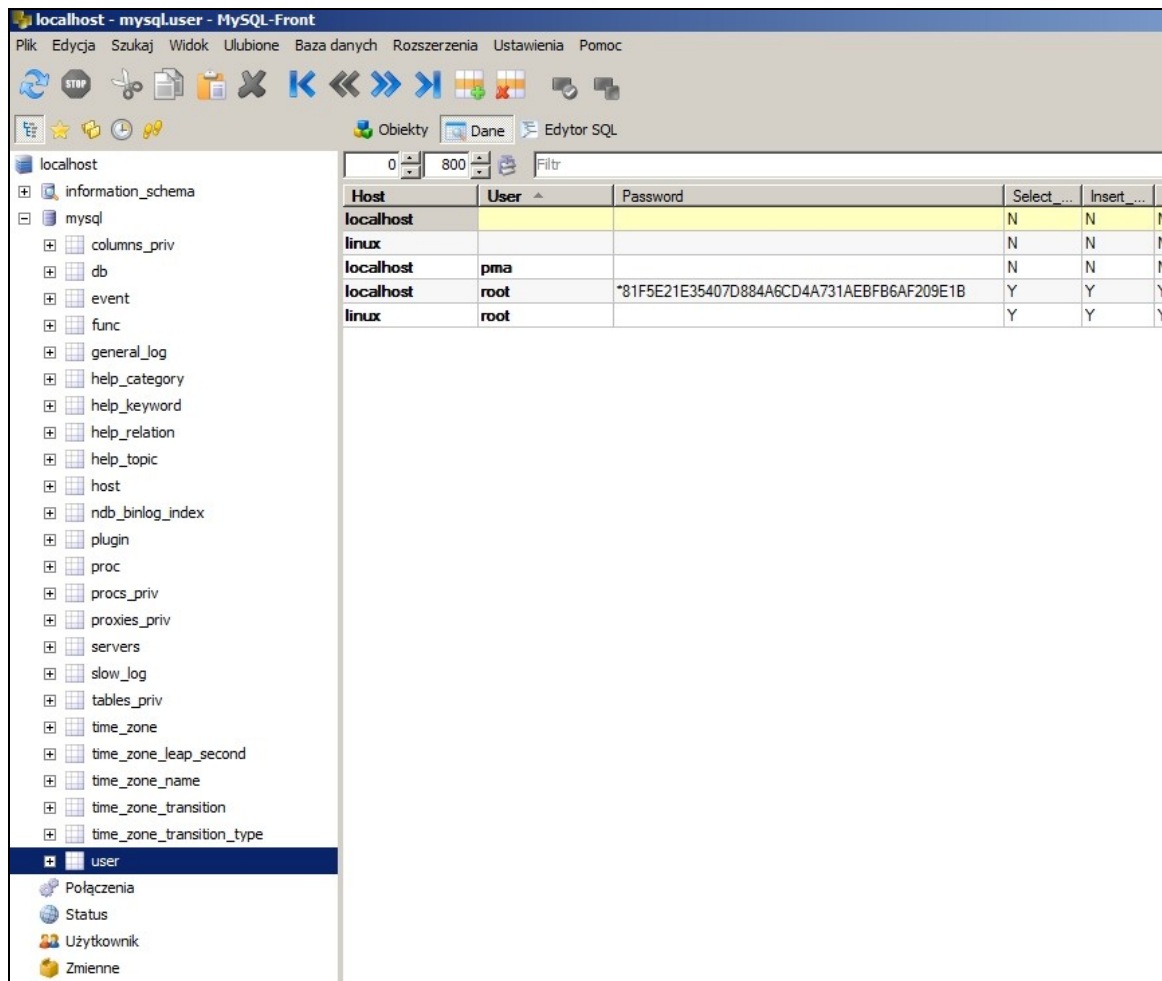 localhost - mysql.user - MySQL-Front
Plik Edycja Szukaj Widok Ulubione Baza danych Rozszerzenia Ustawienia Pomoc
STOP
Obiekty Dane Edytor SQL
localhost
information_schema
mysql
columns_priv
db
event
func
general_log
help_category
help_keyword
help_relation
help_topic
host
ndb_binlog_index
plugin
proc
procs_priv
proxies_priv
servers
slow_log
tables_priv
time_zone
time_zone_leap_second
time_zone_name
time_zone_transition
time_zone_transition_type
user
Połączenia
Status
Użytkownik
Zmienne
0 800 Filtr
Host User Password Select_... Insert_...
localhost N N
linux N N
localhost pma N N
localhost root *81F5E21E35407D884A6CD4A731AEBFB6AF209E1B Y Y
linux root Y Y